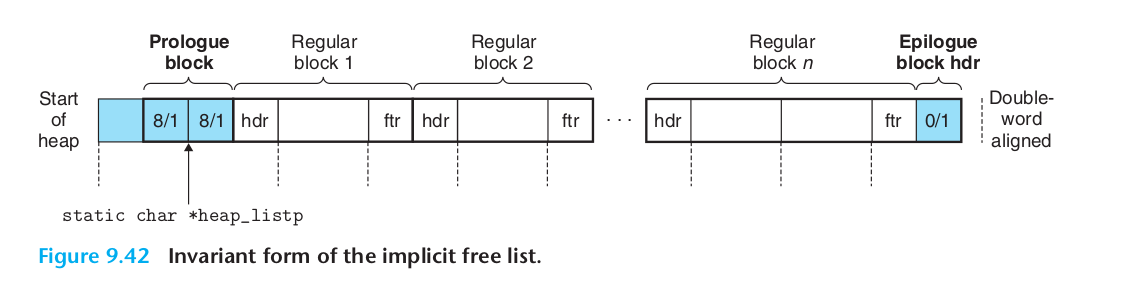 Prologue
block
Regular
block 1
Regular
block 2
Regular
block n
Epilogue
block hdr
Start
of
heap
8/1 8/1 hdr ftr hdr ftr · · · hdr ftr 0/1
Double-
word
aligned
static char *heap_listp
Figure 9.42 Invariant form of the implicit free list.